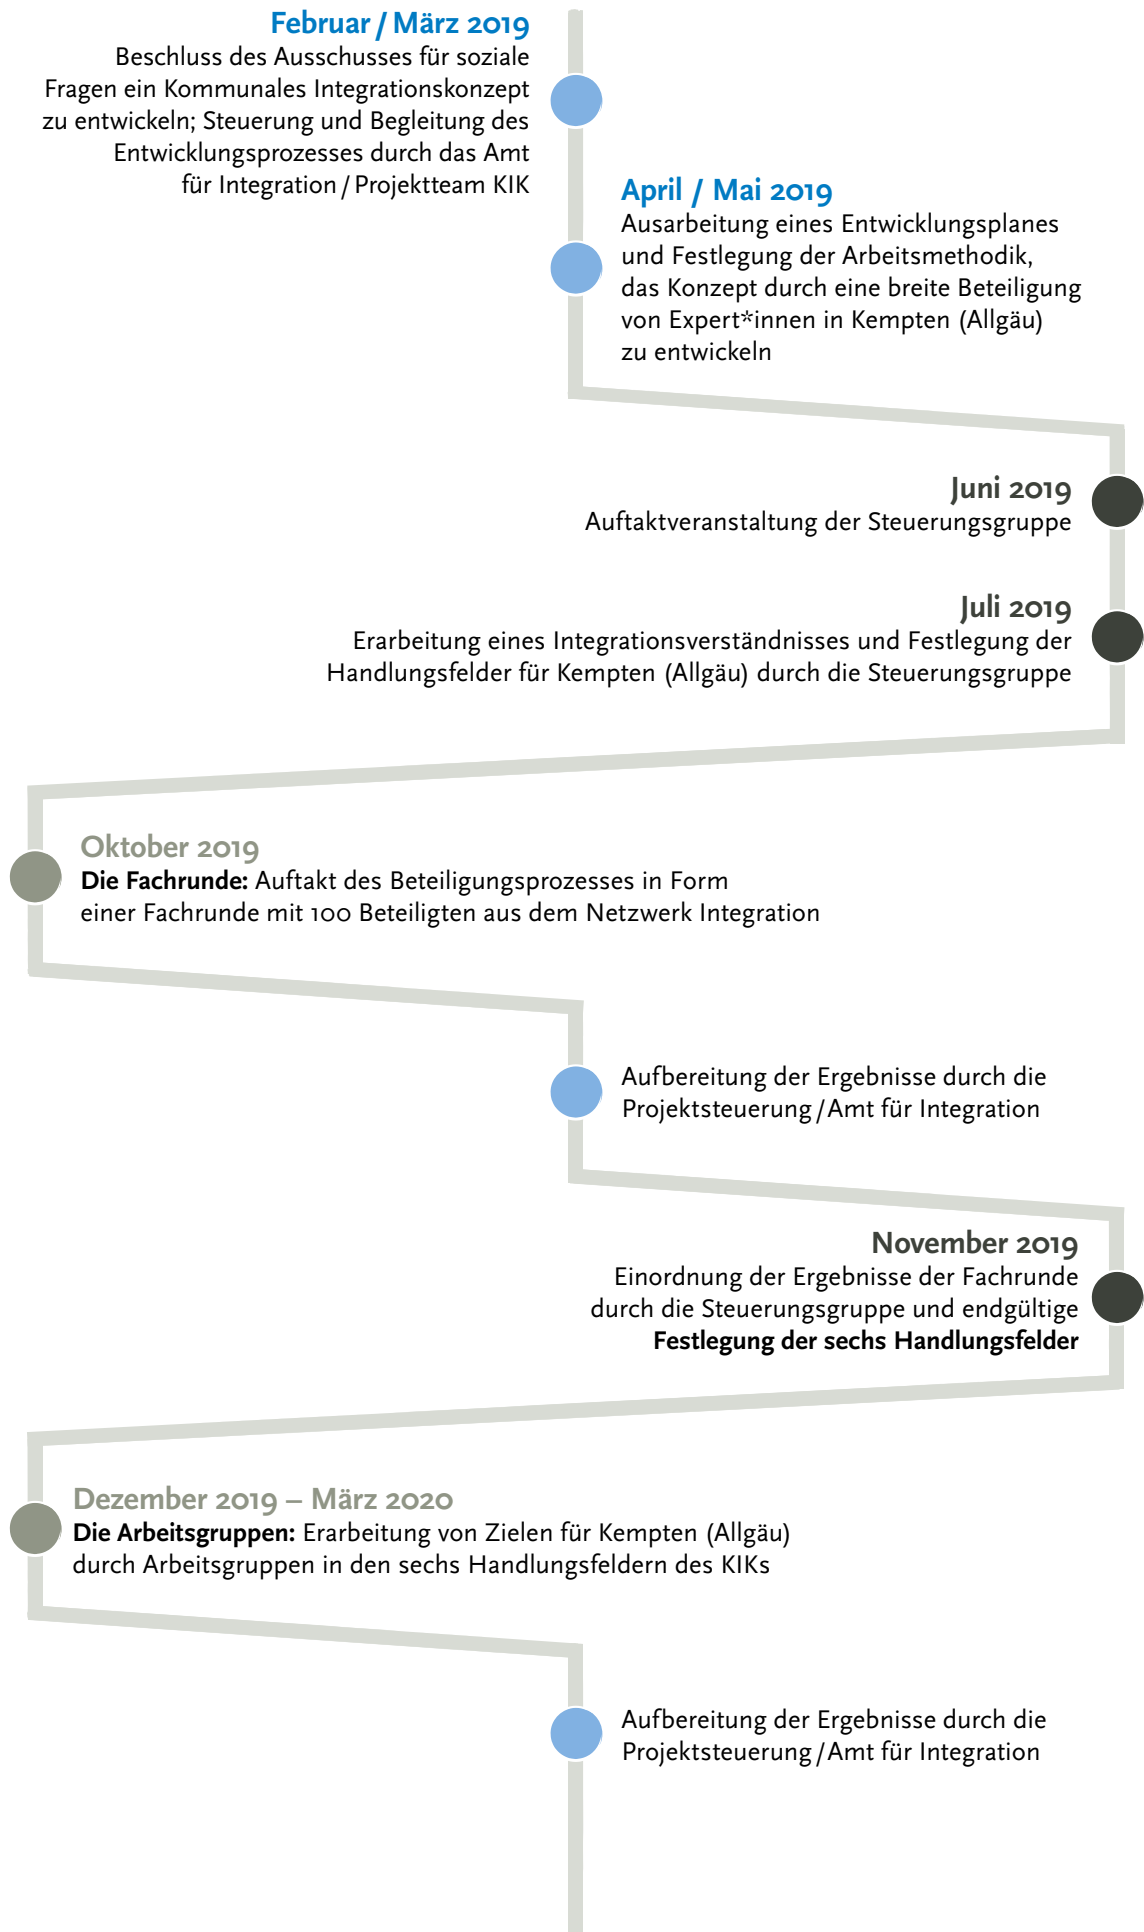 Februar / März 2019
Beschluss des Ausschusses für soziale
Fragen ein Kommunales Integrationskonzept
zu entwickeln; Steuerung und Begleitung des
Entwicklungsprozesses durch das Amt
für Integration / Projektteam KIK
April / Mai 2019
Ausarbeitung eines Entwicklungsplanes
und Festlegung der Arbeitsmethodik,
das Konzept durch eine breite Beteiligung
von Expert*innen in Kempten (Allgäu)
zu entwickeln
Juni 2019
Auftaktveranstaltung der Steuerungsgruppe
Juli 2019
Erarbeitung eines Integrationsverständnisses und Festlegung der
Handlungsfelder für Kempten (Allgäu) durch die Steuerungsgruppe
Oktober 2019
Die Fachrunde: Auftakt des Beteiligungsprozesses in Form
einer Fachrunde mit 100 Beteiligten aus dem Netzwerk Integration
Aufbereitung der Ergebnisse durch die
Projektsteuerung / Amt für Integration
November 2019
Einordnung der Ergebnisse der Fachrunde
durch die Steuerungsgruppe und endgültige
Festlegung der sechs Handlungsfelder
Dezember 2019 – März 2020
Die Arbeitsgruppen: Erarbeitung von Zielen für Kempten (Allgäu)
durch Arbeitsgruppen in den sechs Handlungsfeldern des KIKs
Aufbereitung der Ergebnisse durch die
Projektsteuerung / Amt für Integration